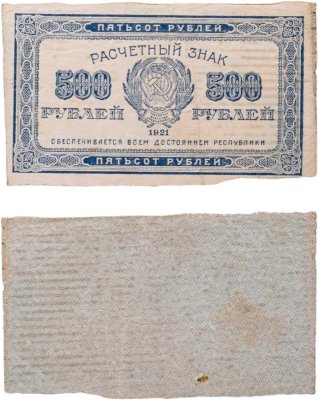 ПЯТЬСОТ РУБЛЕЙ
РАСЧЕТНЫЙ ЗНАК
500 500
РУБЛЕЙ РУБЛЕЙ
1921
ОБЕСПЕЧИВАЕТСЯ ВСЕМ ДОСТОЯНИЕМ РЕСПУБЛИКИ
ПЯТЬСОТ РУБЛЕЙ